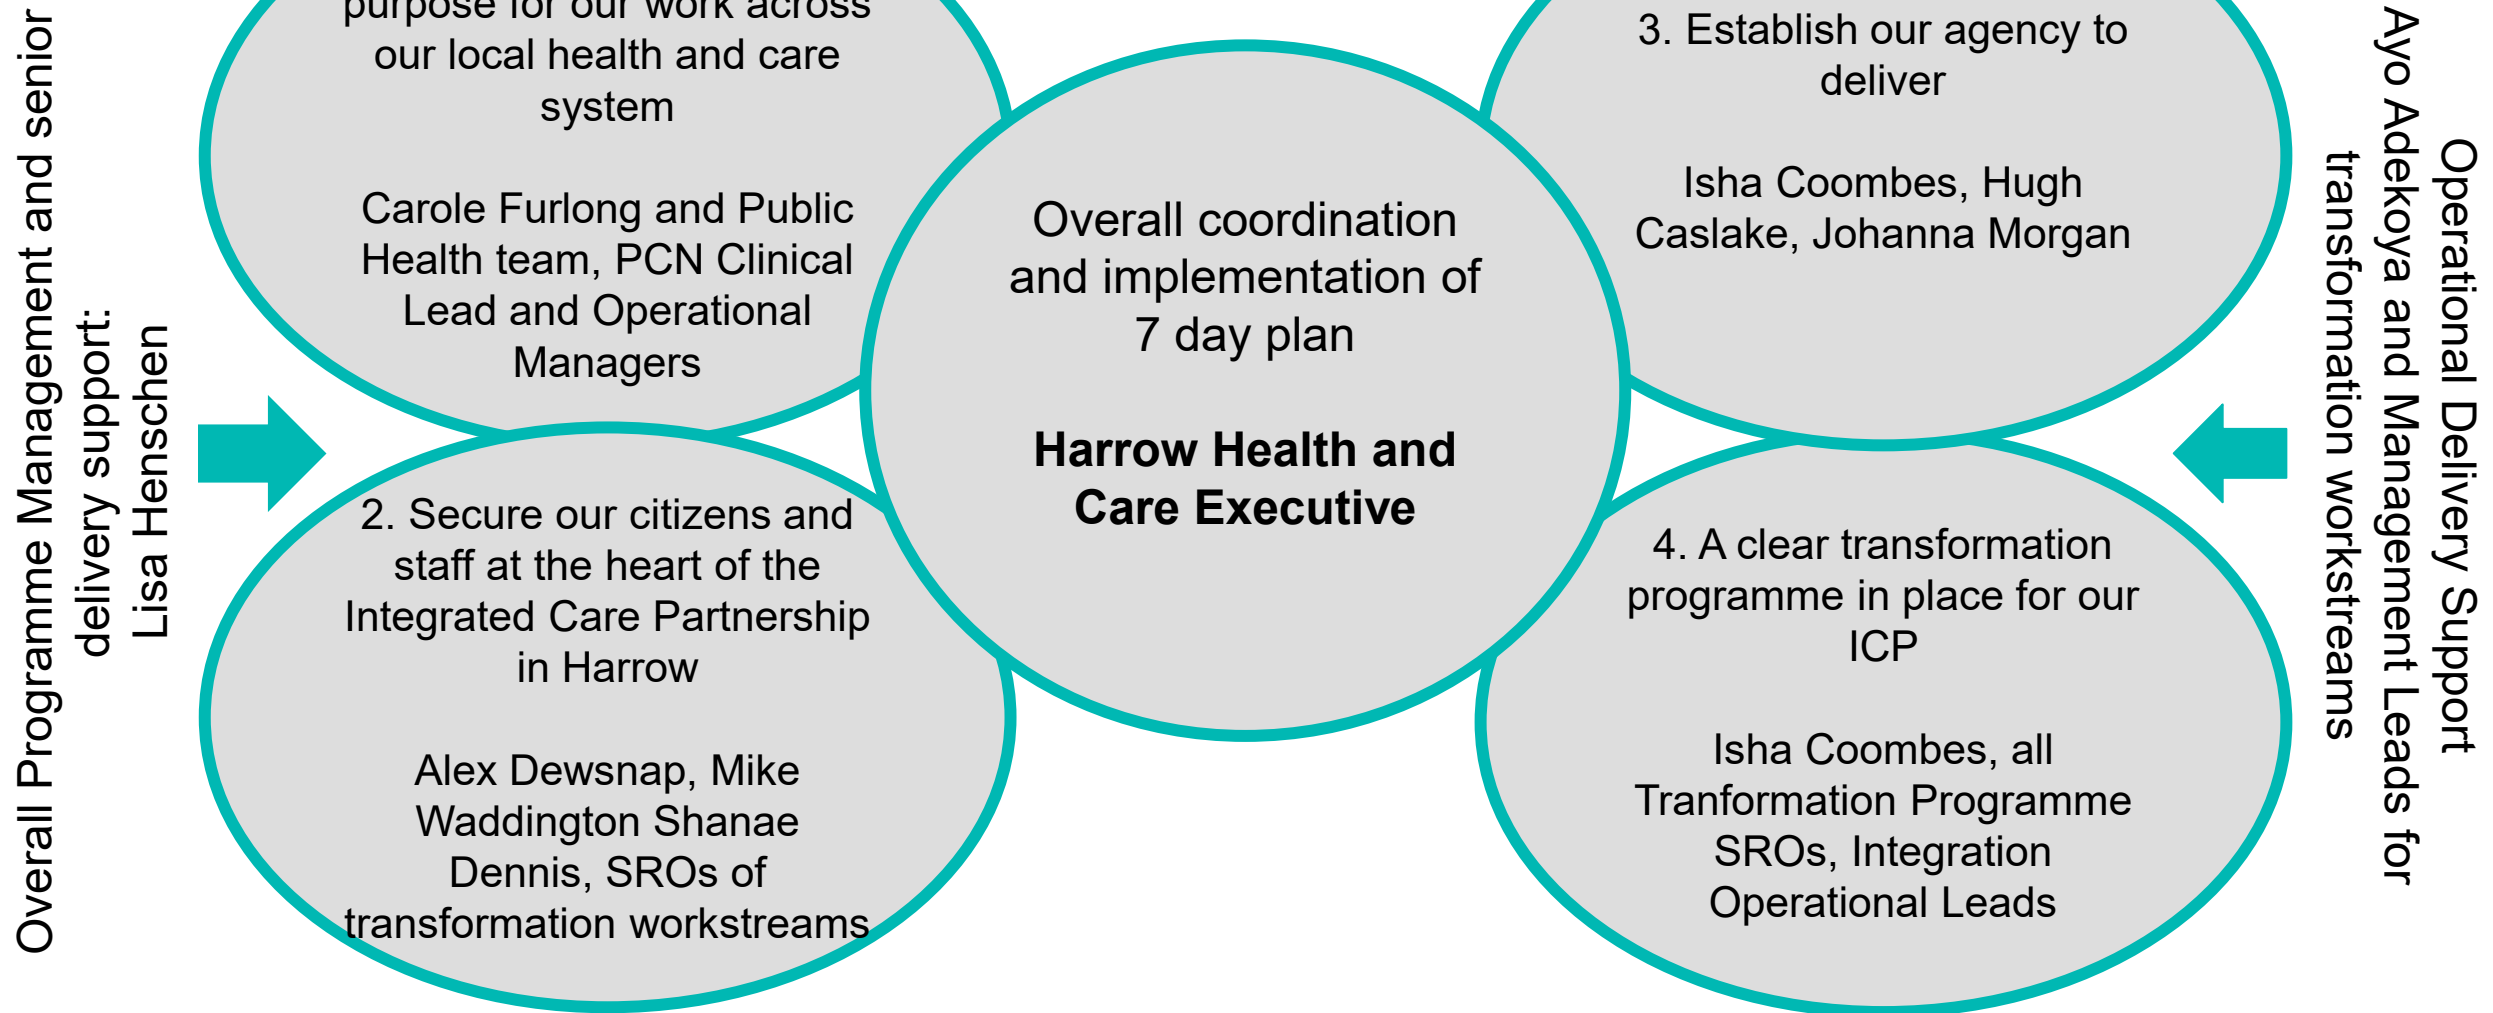 Overall Programme Management and senior
delivery support:
Lisa Henschen
purpose for our work across
our local health and care
system
Carole Furlong and Public
Health team, PCN Clinical
Lead and Operational
Managers
2. Secure our citizens and
staff at the heart of the
Integrated Care Partnership
in Harrow
Alex Dewsnap, Mike
Waddington Shanae
Dennis, SROs of
transformation workstreams
Overall coordination
and implementation of
7 day plan
Harrow Health and
Care Executive
3. Establish our agency to
deliver
Isha Coombes, Hugh
Caslake, Johanna Morgan
4. A clear transformation
programme in place for our
ICP
Isha Coombes, all
Tranformation Programme
SROs, Integration
Operational Leads
Operational Delivery Support
Ayo Adekoya and Management Leads for
transformation workstreams